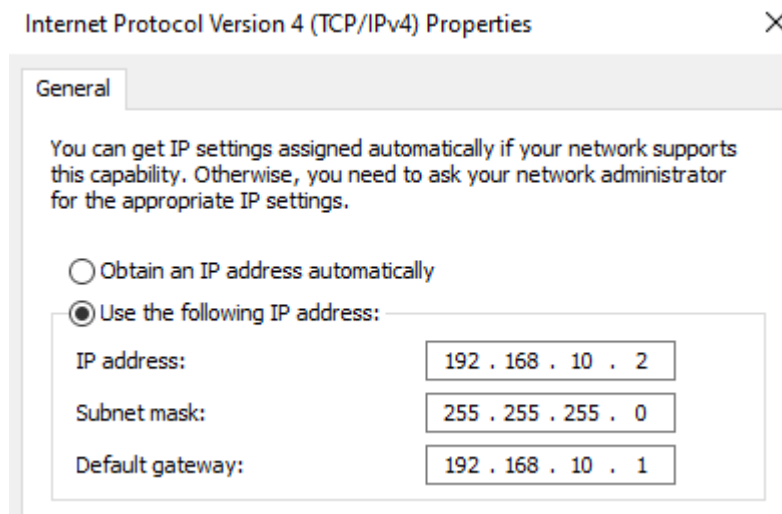 Internet Protocol Version 4 (TCP/IPv4) Properties
General
You can get IP settings assigned automatically if your network supports
this capability. Otherwise, you need to ask your network administrator
for the appropriate IP settings.
Obtain an IP address automatically
Use the following IP address:
IP address: 192 . 168 . 10 . 2
Subnet mask: 255 . 255 . 255 . 0
Default gateway: 192 . 168 . 10 . 1